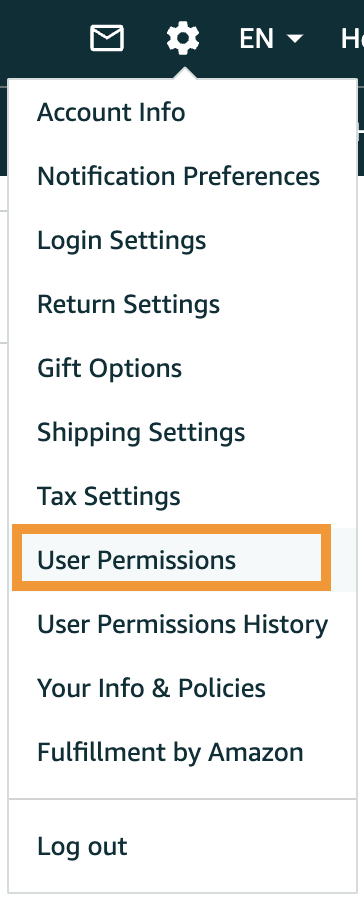 EN
Account Info
Notification Preferences
Login Settings
Return Settings
Gift Options
Shipping Settings
Tax Settings
User Permissions
User Permissions History
Your Info & Policies
Fulfillment by Amazon
Log out